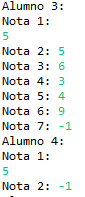 Alumno 3:
Nota 1:
5
Nota 2: 5
Nota 3: 6
Nota 4: 3
Nota 5: 4
Nota 6: 9
Nota 7: -1
Alumno 4:
Nota 1:
5
Nota 2: -1